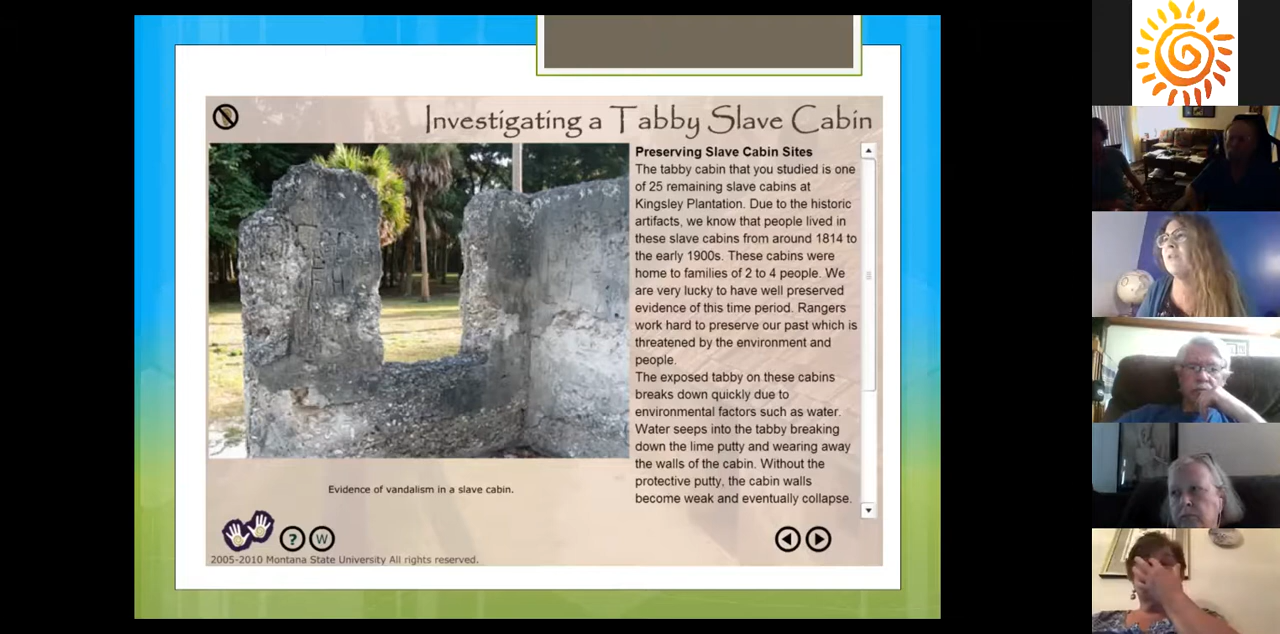 Investigating a Tabby Slave Cabin
Preserving Slave Cabin Sites
The tabby cabin that you studied is one
of 25 remaining slave cabins at
Kingsley Plantation. Due to the historic
artifacts, we know that people lived in
these slave cabins from around 1814 to
the early 1900s. These cabins were
home to families of 2 to 4 people. We
are very lucky to have well preserved
evidence of this time period. Rangers
work hard to preserve our past which is
threatened by the environment and
people.
The exposed tabby on these cabins
breaks down quickly due to
environmental factors such as water.
Water seeps into the tabby breaking
down the lime putty and wearing away
the walls of the cabin. Without the
protective putty, the cabin walls
become weak and eventually collapse.
Evidence of vandalism in a slave cabin.
? W
2005-2010 Montana State University All rights reserved.